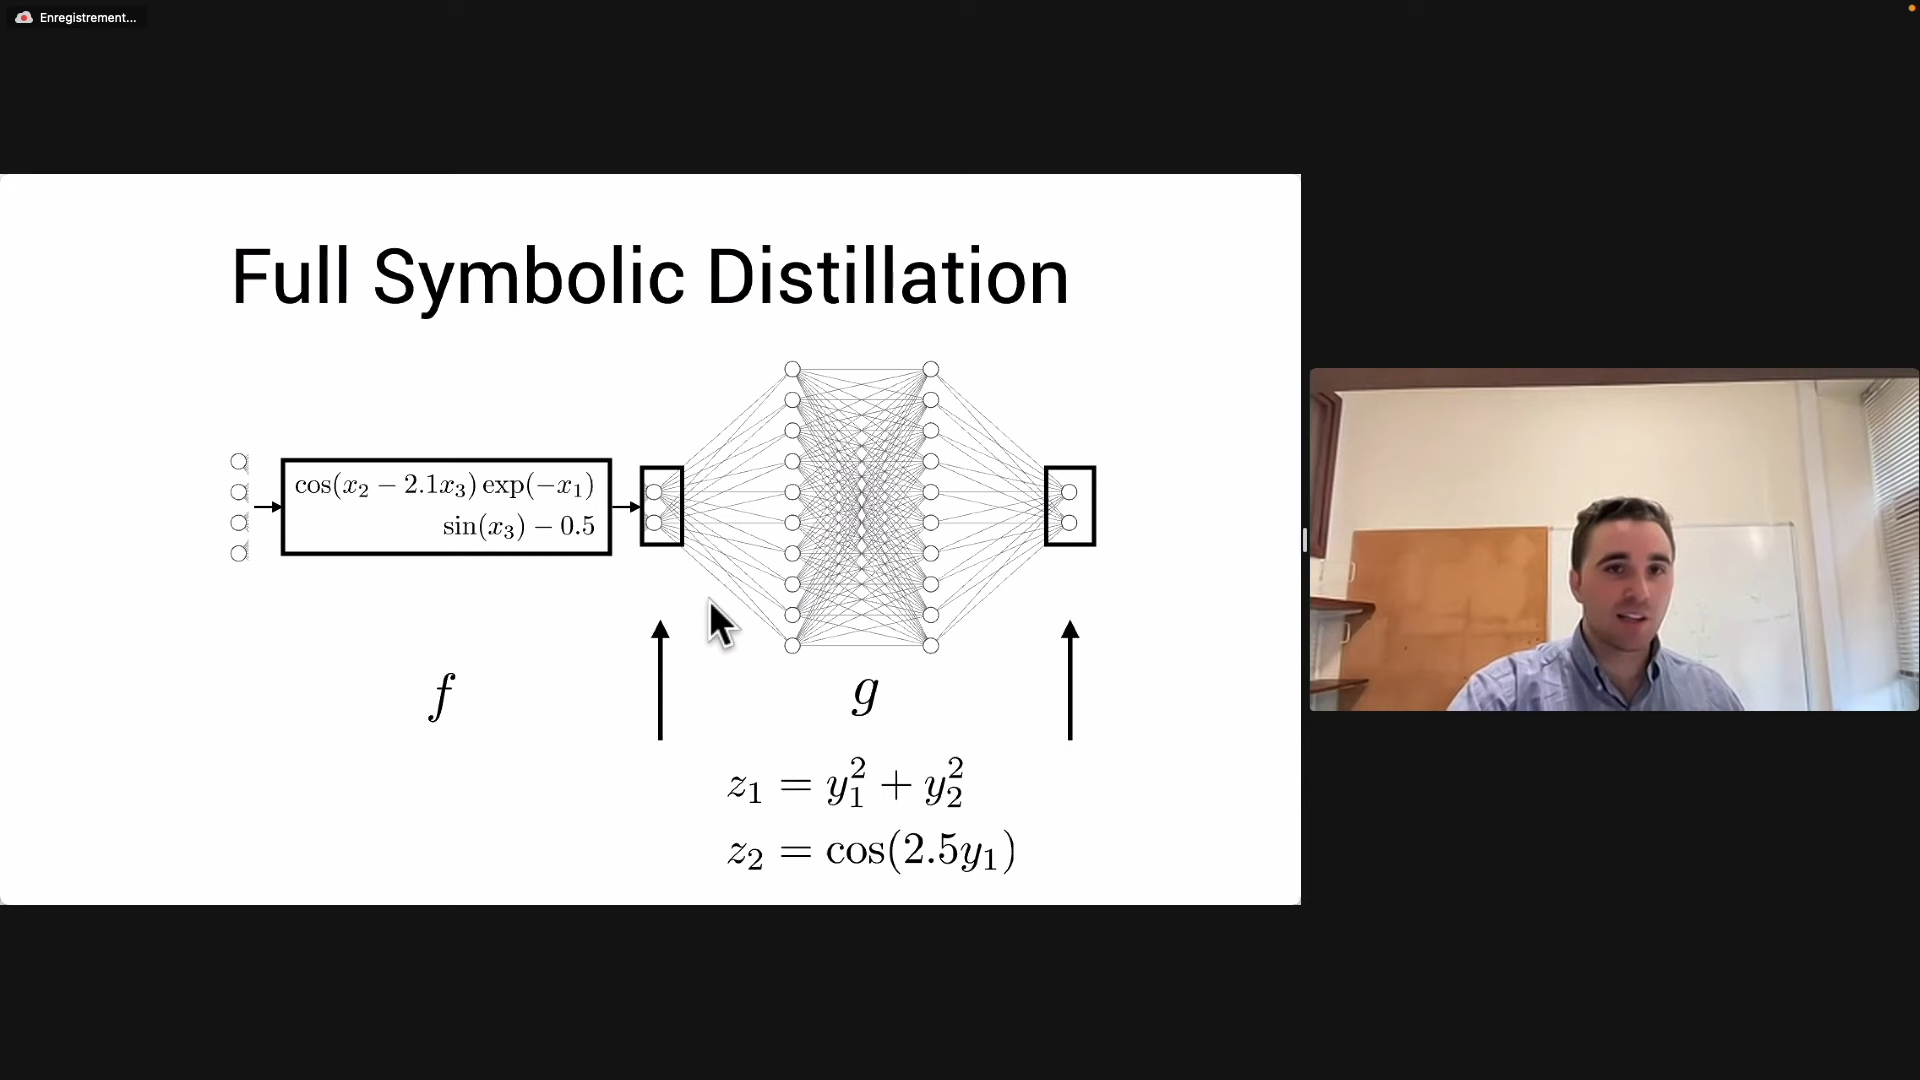 Enregistrement...
Full Symbolic Distillation
cos(x₂ − 2.1x₃) exp(−x₁)
sin(x₃) − 0.5
f
g
z₁ = y₁² + y₂²
z₂ = cos(2.5y₁)